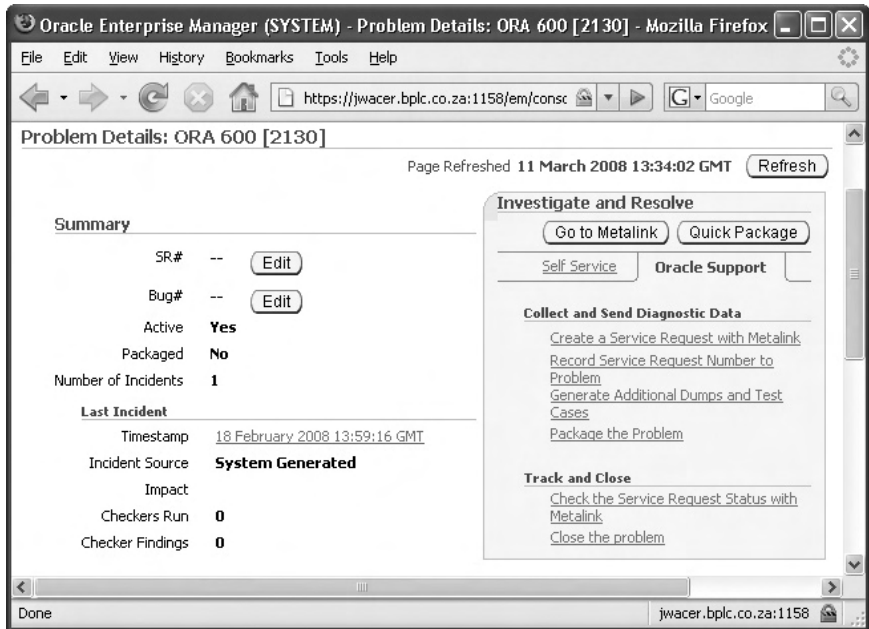 Oracle Enterprise Manager (SYSTEM) - Problem Details: ORA 600 [2130] - Mozilla Firefox
File Edit View History Bookmarks Tools Help
https://jwacer.bplc.co.za:1158/em/consc
G Google
Problem Details: ORA 600 [2130]
Page Refreshed 11 March 2008 13:34:02 GMT Refresh
Summary
SR# -- Edit
Bug# -- Edit
Active Yes
Packaged No
Number of Incidents 1
Last Incident
Timestamp 18 February 2008 13:59:16 GMT
Incident Source System Generated
Impact
Checkers Run 0
Checker Findings 0
Investigate and Resolve
Go to Metalink Quick Package
Self Service Oracle Support
Collect and Send Diagnostic Data
Create a Service Request with Metalink
Record Service Request Number to
Problem
Generate Additional Dumps and Test
Cases
Package the Problem
Track and Close
Check the Service Request Status with
Metalink
Close the problem
Done jwacer.bplc.co.za:1158